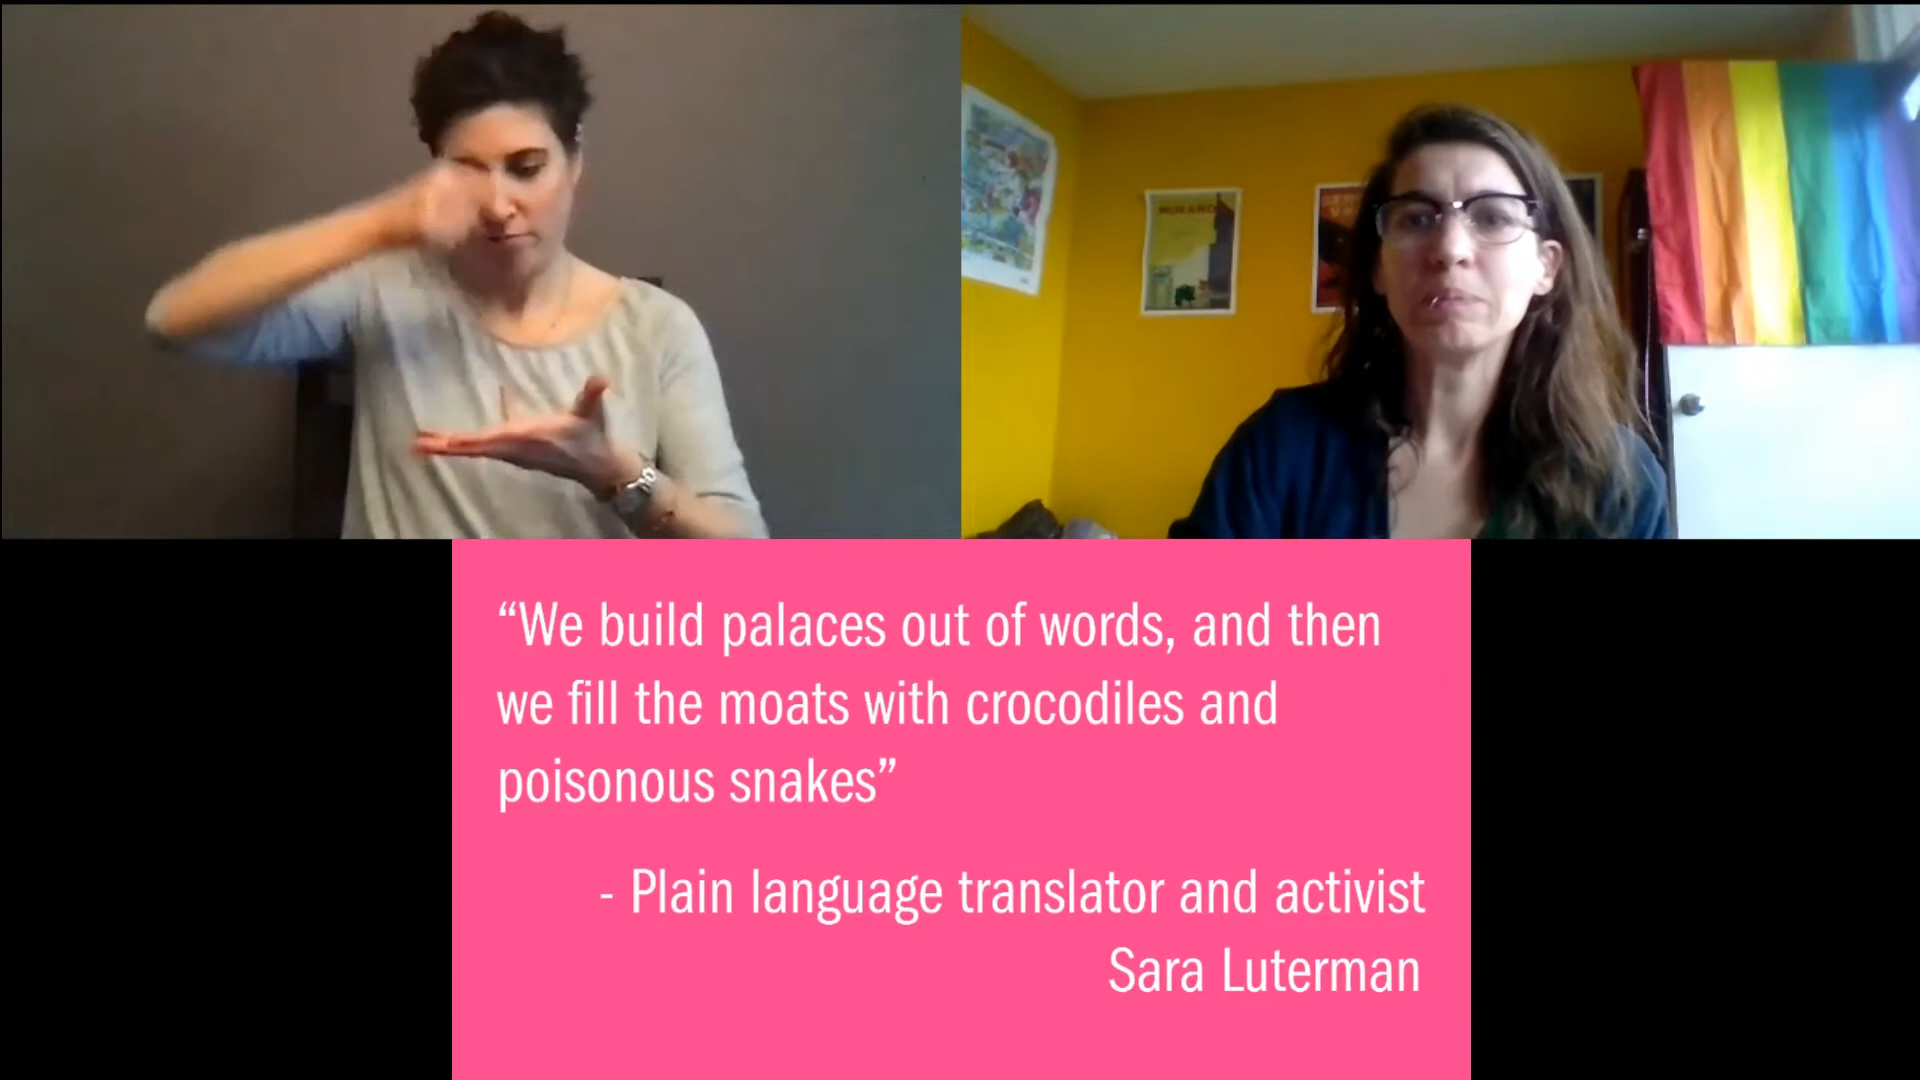 MILANO
“We build palaces out of words, and then
we fill the moats with crocodiles and
poisonous snakes”
- Plain language translator and activist
Sara Luterman